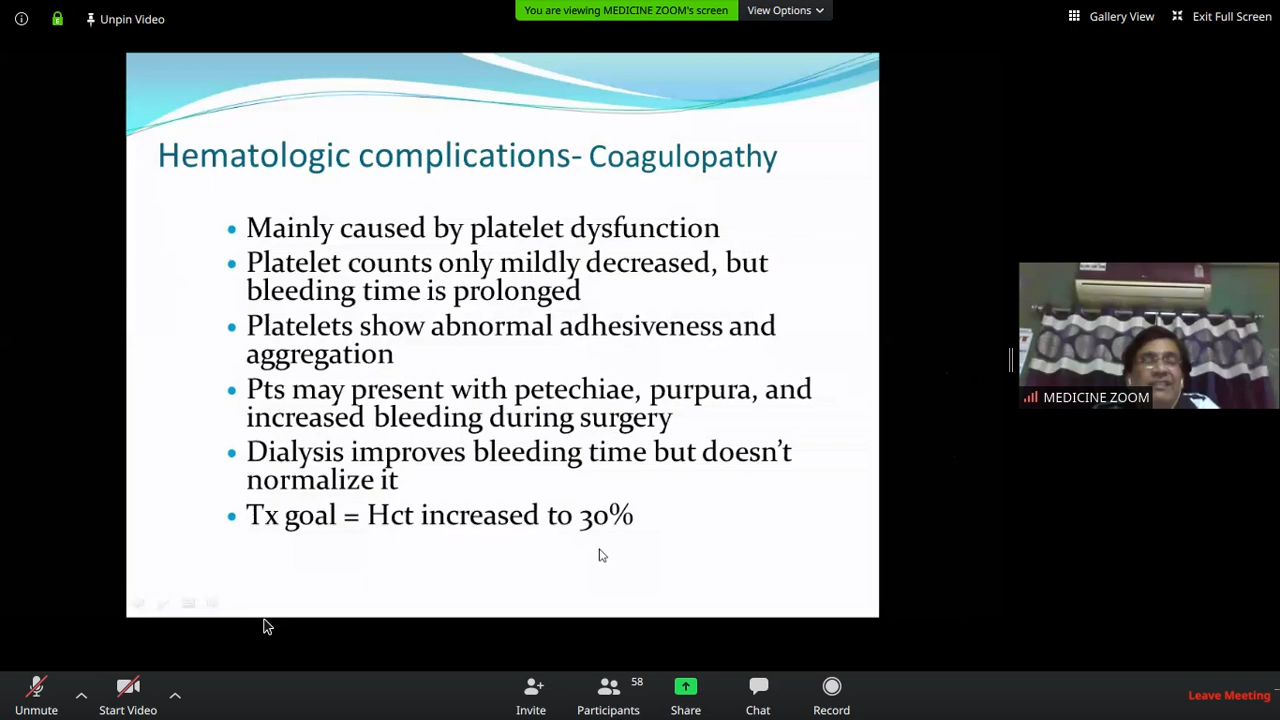 Unpin Video
You are viewing MEDICINE ZOOM's screen
View Options
Gallery View
Exit Full Screen
Hematologic complications- Coagulopathy
• Mainly caused by platelet dysfunction
• Platelet counts only mildly decreased, but
bleeding time is prolonged
• Platelets show abnormal adhesiveness and
aggregation
• Pts may present with petechiae, purpura, and
increased bleeding during surgery
• Dialysis improves bleeding time but doesn't
normalize it
• Tx goal = Hct increased to 30%
MEDICINE ZOOM
Unmute
Start Video
Invite
Participants
58
Share
Chat
Record
Leave Meeting